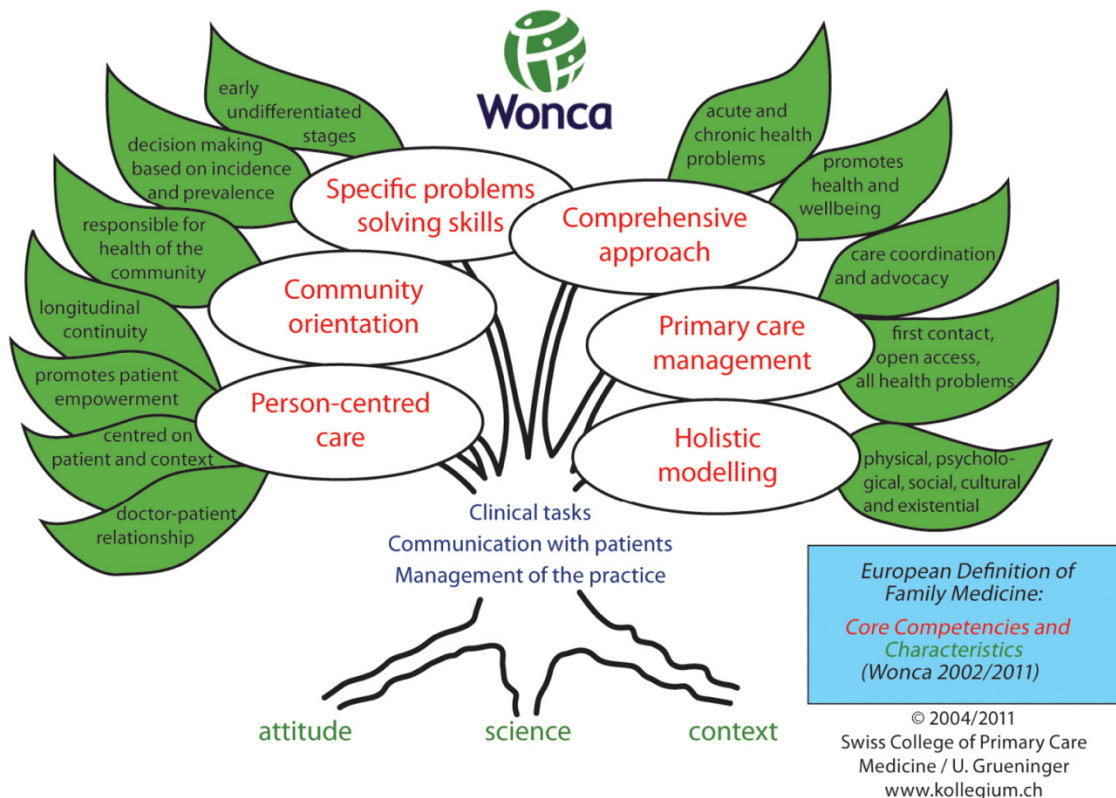 Wonca
early
undifferentiated
stages
decision making
based on incidence
and prevalence
responsible for
health of the
community
longitudinal
continuity
promotes patient
empowerment
centred on
patient and context
doctor-patient
relationship
Specific problems
solving skills
Community
orientation
Person-centred
care
Comprehensive
approach
Primary care
management
Holistic
modelling
acute and
chronic health
problems
promotes
health and
wellbeing
care coordination
and advocacy
first contact,
open access,
all health problems
physical, psycholo-
gical, social, cultural
and existential
Clinical tasks
Communication with patients
Management of the practice
attitude
science
context
European Definition of
Family Medicine:
Core Competencies and
Characteristics
(Wonca 2002/2011)
© 2004/2011
Swiss College of Primary Care
Medicine / U. Grueninger
www.kollegium.ch